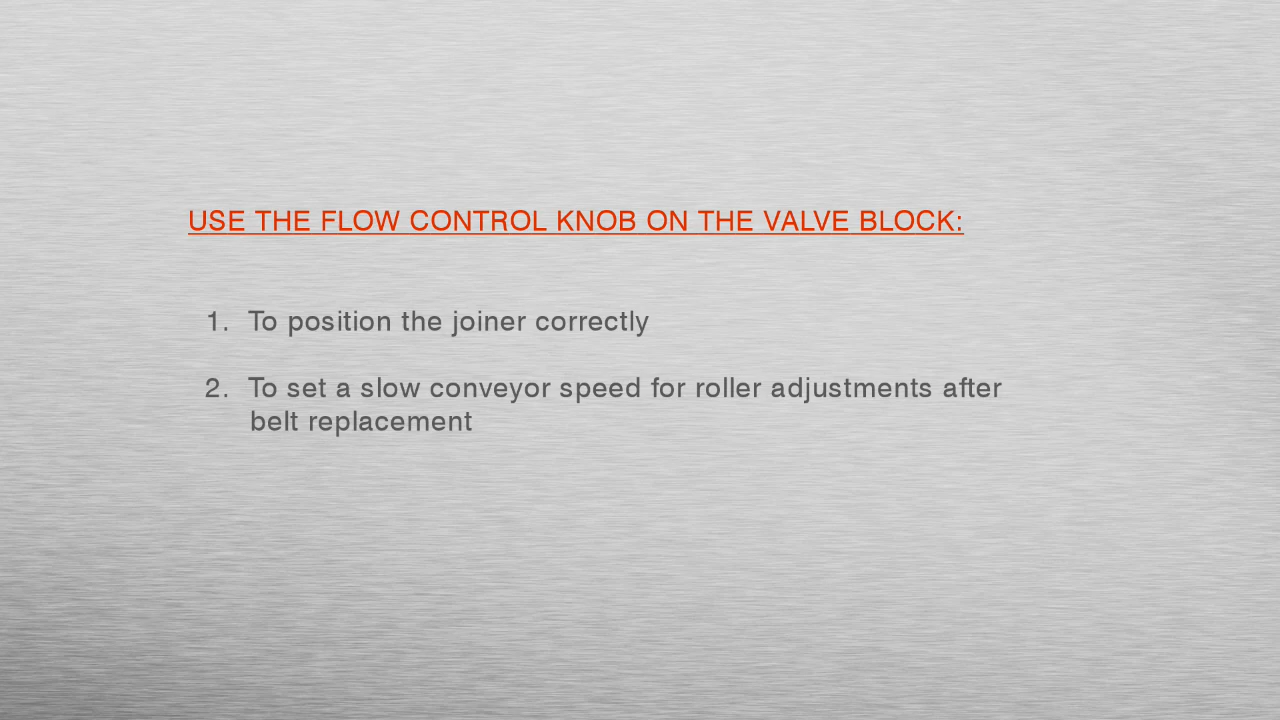 USE THE FLOW CONTROL KNOB ON THE VALVE BLOCK:
1. To position the joiner correctly
2. To set a slow conveyor speed for roller adjustments after
belt replacement